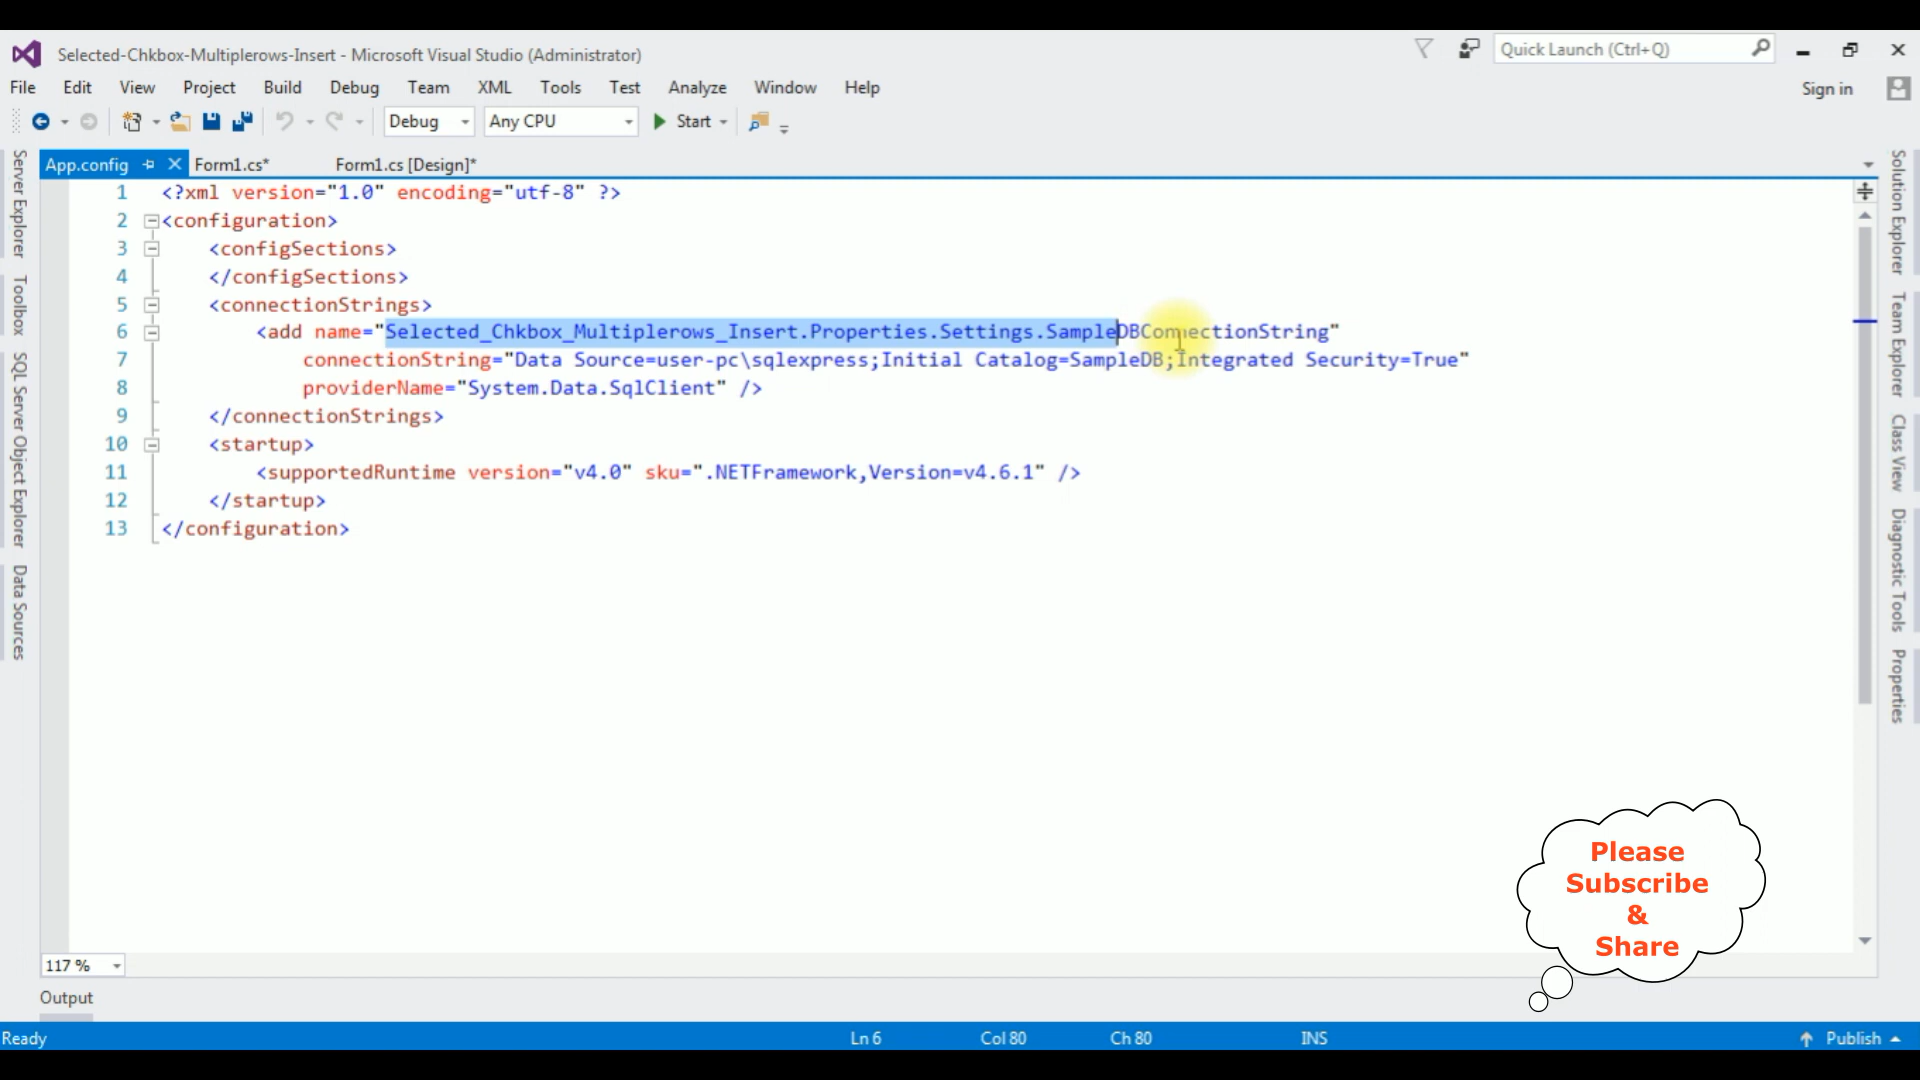 Selected-Chkbox-Multiplerows-Insert - Microsoft Visual Studio (Administrator)
Quick Launch (Ctrl+Q)
File Edit View Project Build Debug Team XML Tools Test Analyze Window Help
Sign in
Debug Any CPU Start
App.config Form1.cs* Form1.cs [Design]*
1 <?xml version="1.0" encoding="utf-8" ?>
2 <configuration>
3 <configSections>
4 </configSections>
5 <connectionStrings>
6 <add name="Selected_Chkbox_Multiplerows_Insert.Properties.Settings.SampleDBConnectionString"
7 connectionString="Data Source=user-pc\sqlexpress;Initial Catalog=SampleDB;Integrated Security=True"
8 providerName="System.Data.SqlClient" />
9 </connectionStrings>
10 <startup>
11 <supportedRuntime version="v4.0" sku=".NETFramework,Version=v4.6.1" />
12 </startup>
13 </configuration>
Server Explorer
Toolbox
SQL Server Object Explorer
Data Sources
Solution Explorer
Team Explorer
Class View
Diagnostic Tools
Properties
Please
Subscribe
&
Share
117 %
Output
Ready Ln 6 Col 80 Ch 80 INS Publish